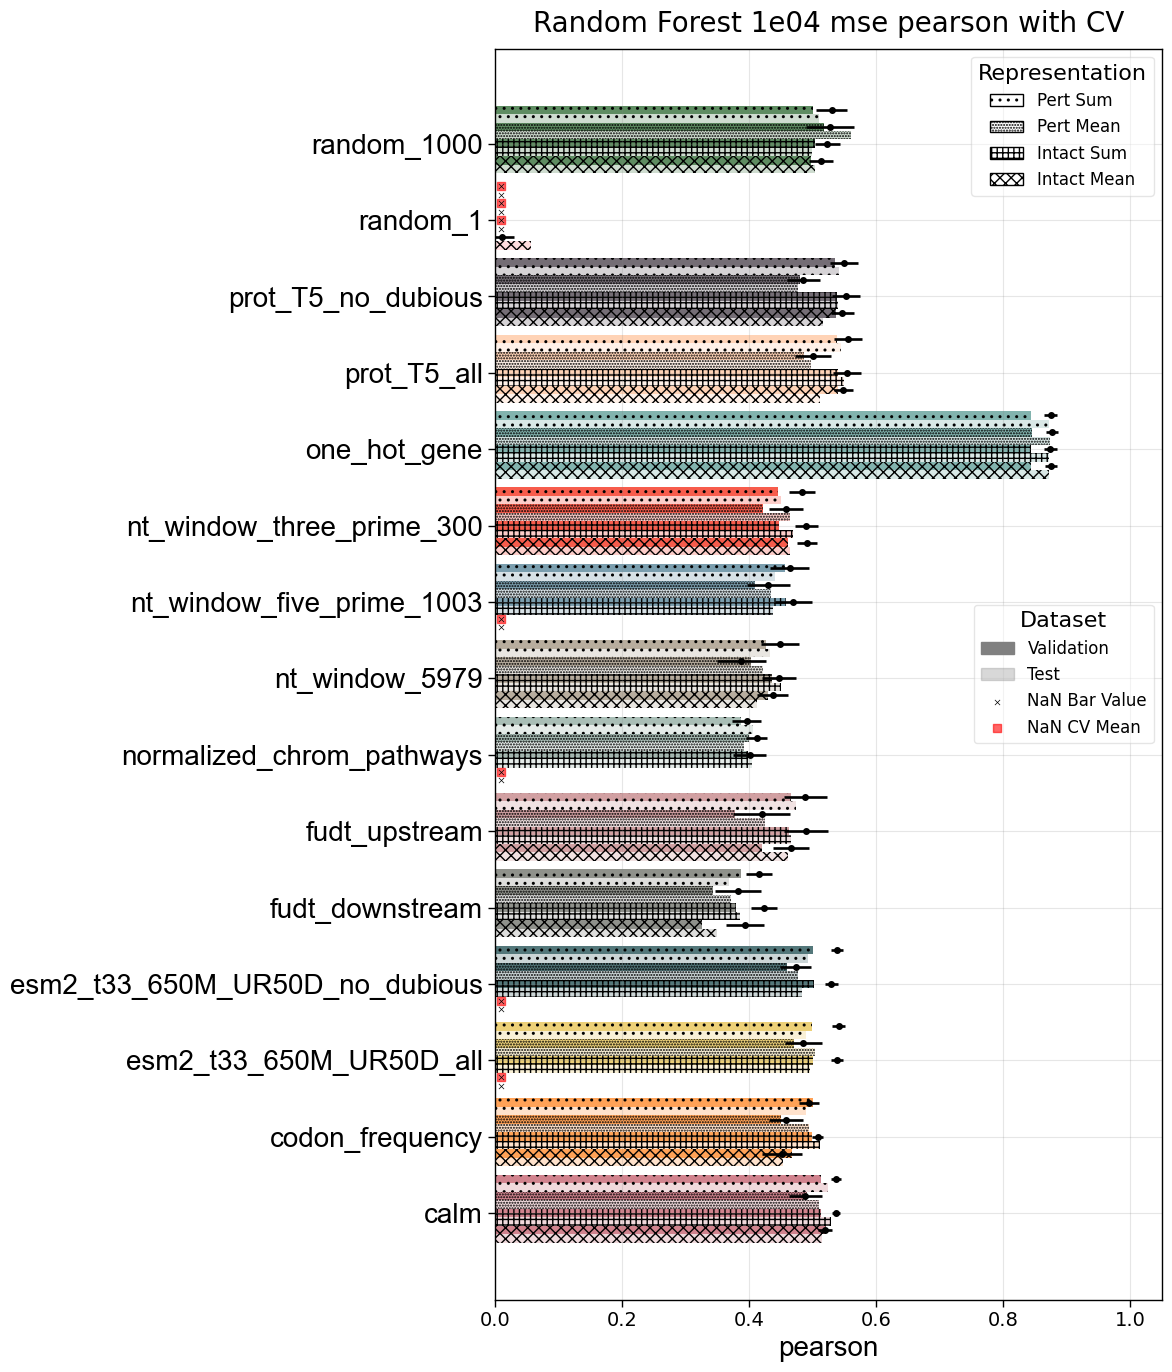 Random Forest 1e04 mse pearson with CV
Representation
Pert Sum
Pert Mean
Intact Sum
Intact Mean
random_1000
random_1
prot_T5_no_dubious
prot_T5_all
one_hot_gene
nt_window_three_prime_300
nt_window_five_prime_1003
Dataset
Validation
Test
NaN Bar Value
NaN CV Mean
nt_window_5979
normalized_chrom_pathways
fudt_upstream
fudt_downstream
esm2_t33_650M_UR50D_no_dubious
esm2_t33_650M_UR50D_all
codon_frequency
calm
0.0 0.2 0.4 0.6 0.8 1.0
pearson